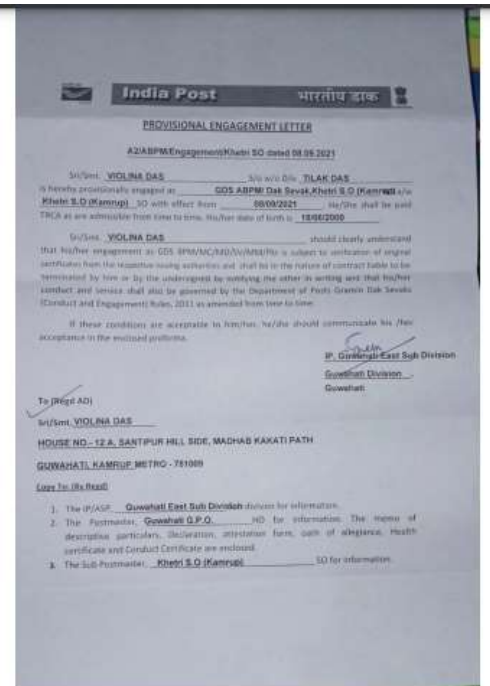 India Post भारतीय डाक
PROVISIONAL ENGAGEMENT LETTER
A2/ABPM/Engagement/Khetri SO dated 08.09.2021
Sri/Smt. VIOLINA DAS S/o w/o D/o TILAK DAS
is hereby provisionally engaged as GDS ABPM/ Dak Sevak,Khetri S.O (Kamrup)
Khetri S.O (Kamrup) SO with effect from 09/09/2021 He/She shall be paid
TRCA as are admissible from time to time. His/her date of birth is 18/06/2000
Sri/Smt. VIOLINA DAS should clearly understand
that his/her engagement as GDS BPM/MC/MD/SV/MM/Pkr is subject to verification of original
certificates from the respective issuing authorities and shall be in the nature of contract liable to be
terminated by him or by the undersigned by notifying the other in writing and that his/her
conduct and service shall also be governed by the Department of Posts Gramin Dak Sevaks
(Conduct and Engagement) Rules, 2011 as amended from time to time.
If these conditions are acceptable to him/her, he/she should communicate his /her
acceptance in the enclosed proforma.
IP, Guwahati East Sub Division
Guwahati Division
Guwahati
To (Regd AD)
Sri/Smt. VIOLINA DAS
HOUSE NO.- 12 A, SANTIPUR HILL SIDE, MADHAB KAKATI PATH
GUWAHATI, KAMRUP METRO - 781009
Copy To: (By Regd)
1. The IP/ASP, Guwahati East Sub Division division for information.
2. The Postmaster, Guwahati G.P.O. HO for information. The memo of
descriptive particulars, declaration, attestation form, oath of allegiance, Health
certificate and Conduct Certificate are enclosed.
3. The Sub Postmaster, Khetri S.O (Kamrup) SO for information.